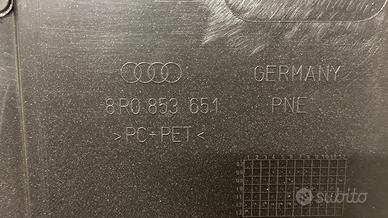 GERMANY
8R0 853 651
PNE
>PC+PET<
subito